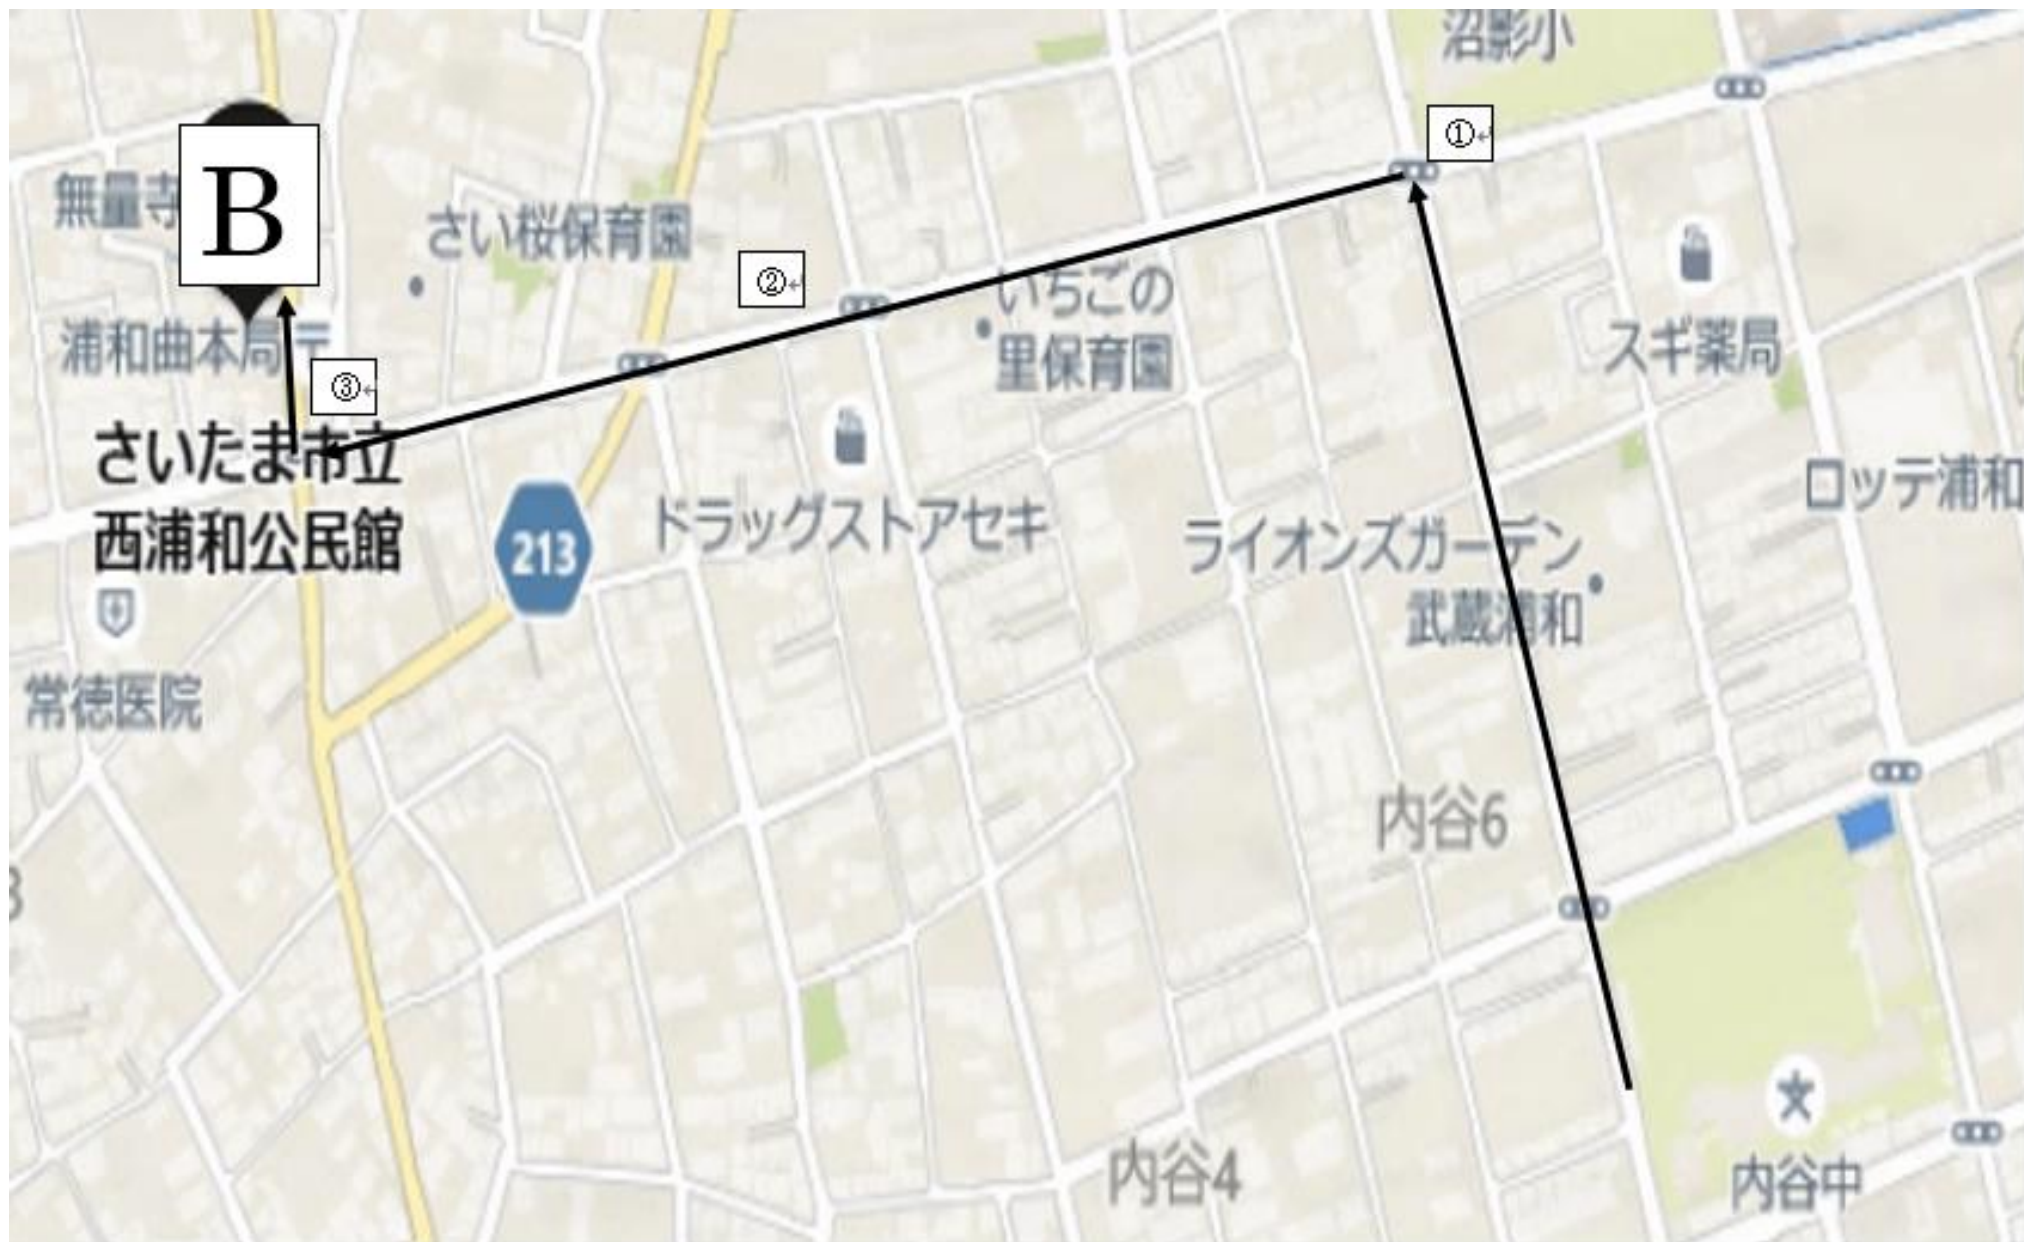 沼影小
①
無量寺
B
さい桜保育園
②
いちごの
里保育園
スギ薬局
浦和曲本局〒
③
さいたま市立
西浦和公民館
213
ドラッグストアセキ
ライオンズガーデン
武蔵浦和
ロッテ浦和
常徳医院
内谷6
3
内谷4
内谷中